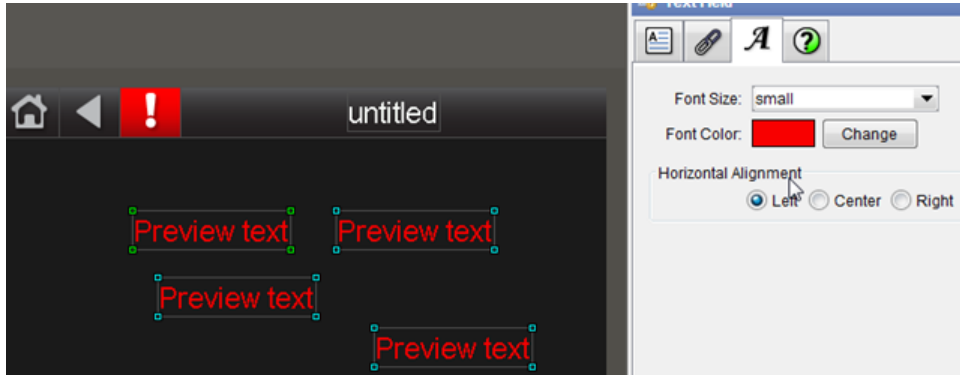 Text Field
A
?
Font Size: small
!
untitled
Font Color: Change
Horizontal Alignment
Left Center Right
Preview text Preview text
Preview text
Preview text